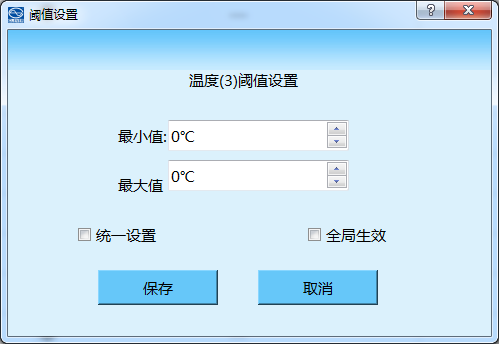 阈值设置
温度(3)阈值设置
最小值: 0℃
最大值 0℃
统一设置 全局生效
保存 取消